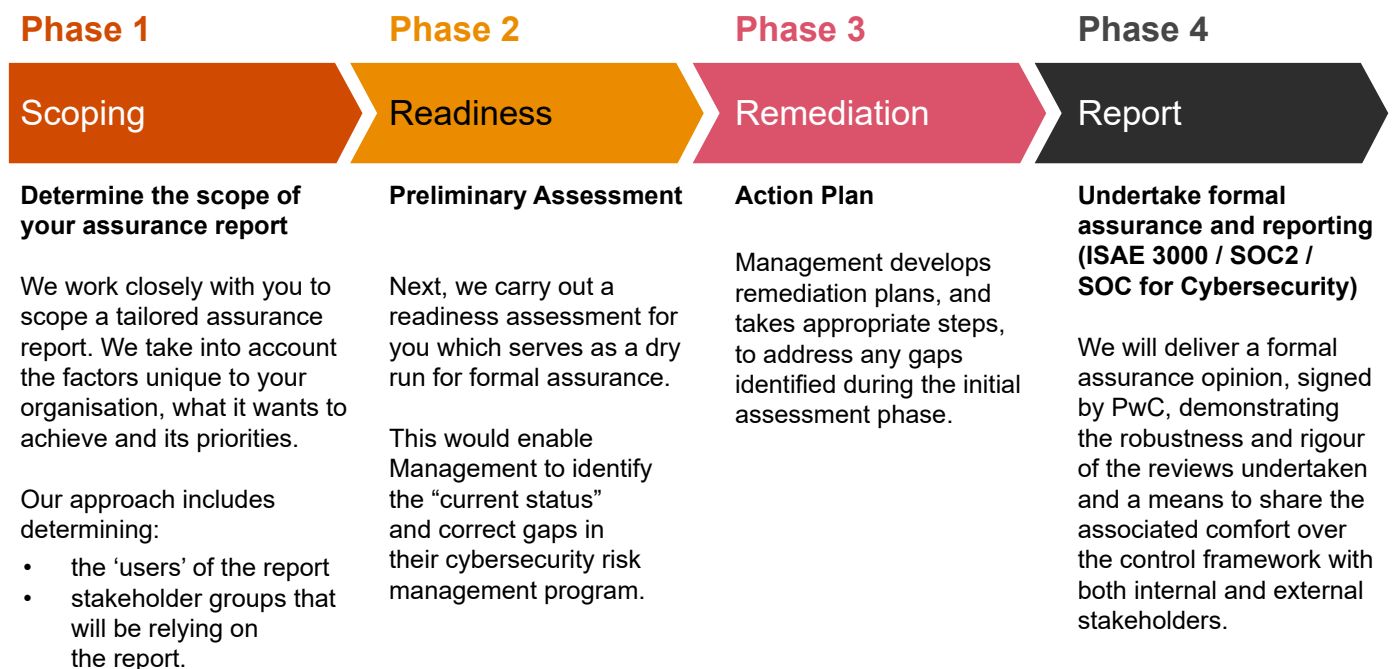 Phase 1
Scoping
Determine the scope of
your assurance report
We work closely with you to
scope a tailored assurance
report. We take into account
the factors unique to your
organisation, what it wants to
achieve and its priorities.
Our approach includes
determining:
• the ‘users’ of the report
• stakeholder groups that
will be relying on
the report.
Phase 2
Readiness
Preliminary Assessment
Next, we carry out a
readiness assessment for
you which serves as a dry
run for formal assurance.
This would enable
Management to identify
the “current status”
and correct gaps in
their cybersecurity risk
management program.
Phase 3
Remediation
Action Plan
Management develops
remediation plans, and
takes appropriate steps,
to address any gaps
identified during the initial
assessment phase.
Phase 4
Report
Undertake formal
assurance and reporting
(ISAE 3000 / SOC2 /
SOC for Cybersecurity)
We will deliver a formal
assurance opinion, signed
by PwC, demonstrating
the robustness and rigour
of the reviews undertaken
and a means to share the
associated comfort over
the control framework with
both internal and external
stakeholders.